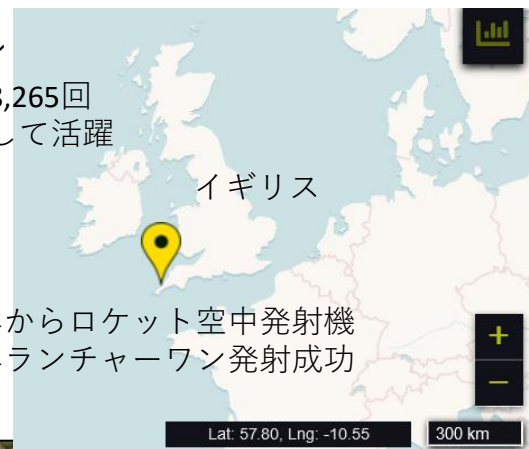 ,265回
して活躍
イギリス
からロケット空中発射機
ランチャーワン発射成功
+
−
Lat: 57.80, Lng: -10.55
300 km